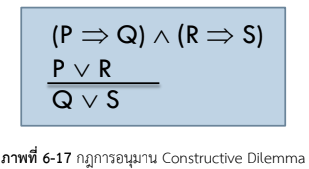 (P ⇒ Q) ∧ (R ⇒ S)
P ∨ R
Q ∨ S
ภาพที่ 6-17 กฎการอนุมาน Constructive Dilemma